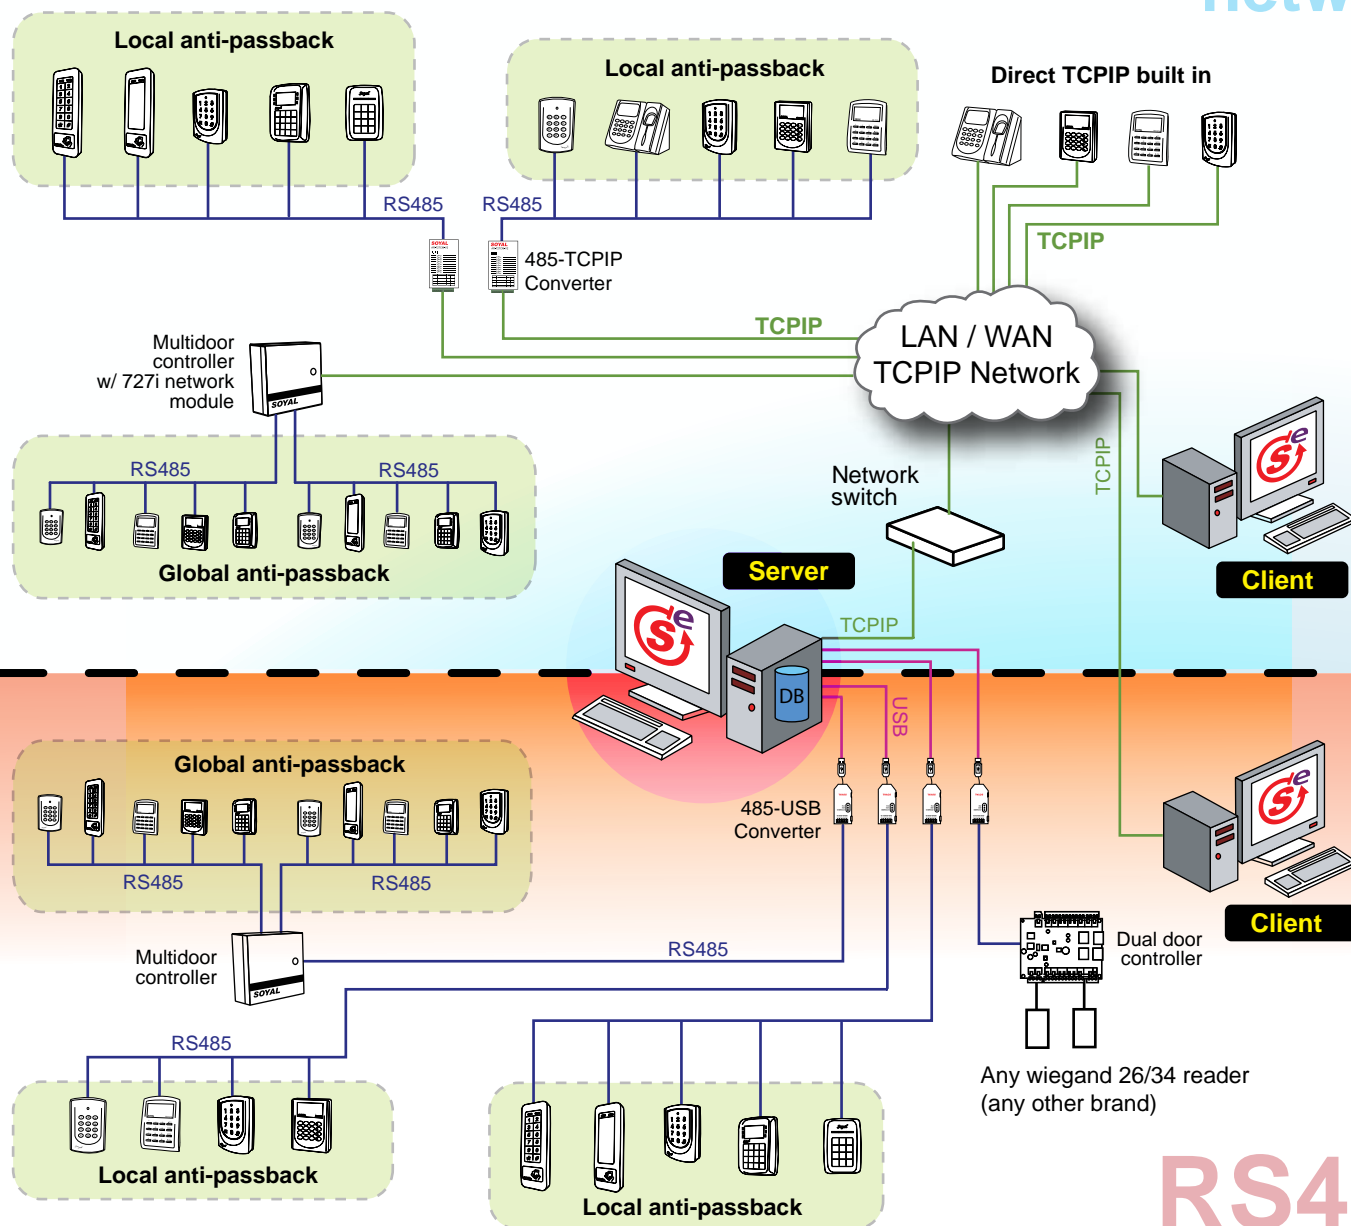 netw
Local anti-passback
Local anti-passback
Direct TCPIP built in
RS485
RS485
SOYAL
SOYAL
485-TCPIP
Converter
TCPIP
TCPIP
LAN / WAN
TCPIP Network
Multidoor
controller
w/ 727i network
module
SOYAL
RS485
RS485
Global anti-passback
Network
switch
TCPIP
Server
Client
TCPIP
DB
USB
Global anti-passback
RS485
RS485
485-USB
Converter
Client
Multidoor
controller
SOYAL
RS485
Dual door
controller
RS485
Any wiegand 26/34 reader
(any other brand)
Local anti-passback
Local anti-passback
RS4